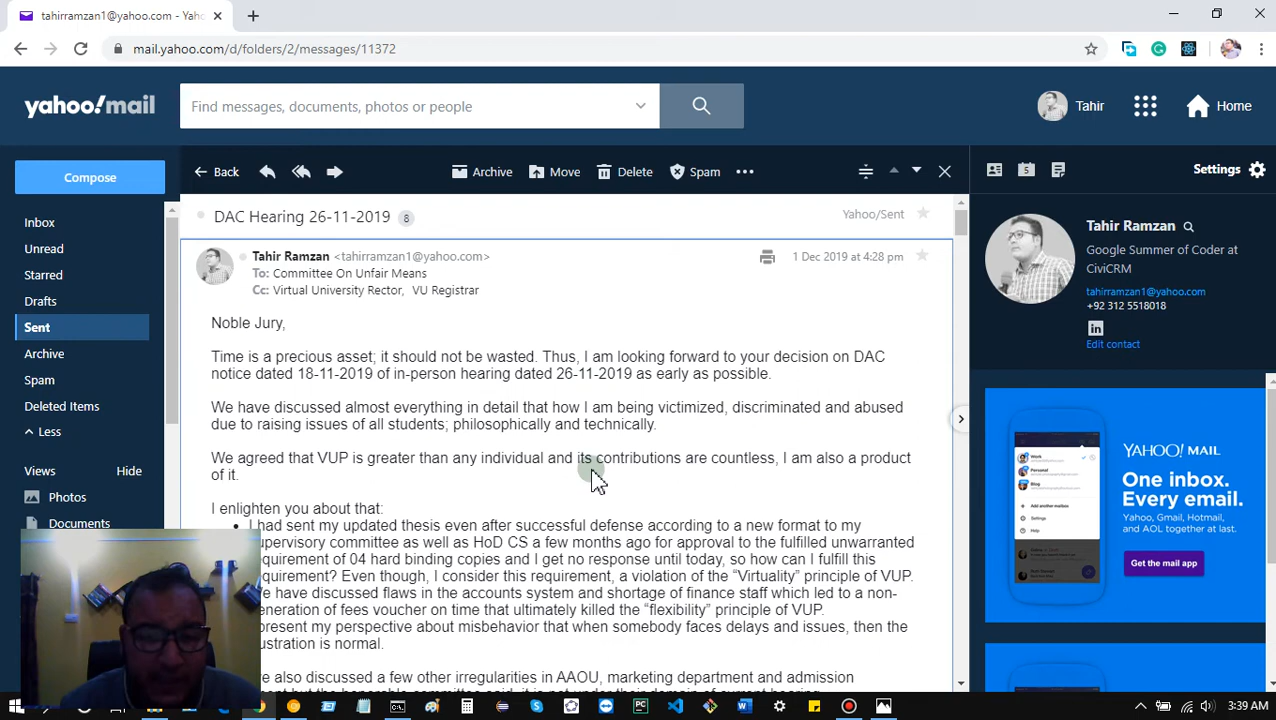 tahirramzan1@yahoo.com - Yaho
mail.yahoo.com/d/folders/2/messages/11372
yahoo!mail
Find messages, documents, photos or people
Tahir
Home
Compose
Back
Archive
Move
Delete
Spam
Settings
Inbox
Unread
Starred
Drafts
Sent
Archive
Spam
Deleted Items
Less
Views
Hide
Photos
Documents
DAC Hearing 26-11-2019 8
Yahoo/Sent
Tahir Ramzan <tahirramzan1@yahoo.com>
1 Dec 2019 at 4:28 pm
To: Committee On Unfair Means
Cc: Virtual University Rector, VU Registrar
Noble Jury,
Time is a precious asset; it should not be wasted. Thus, I am looking forward to your decision on DAC
notice dated 18-11-2019 of in-person hearing dated 26-11-2019 as early as possible.
We have discussed almost everything in detail that how I am being victimized, discriminated and abused
due to raising issues of all students; philosophically and technically.
We agreed that VUP is greater than any individual and its contributions are countless, I am also a product
of it.
I enlighten you about that:
• I had sent my updated thesis even after successful defense according to a new format to my
supervisory committee as well as HoD CS a few months ago for approval to the fulfilled unwarranted
requirement of 04 hard binding copies and I get no response until today, so how can I fulfill this
requirement? Even though, I consider this requirement, a violation of the “Virtuality” principle of VUP.
We have discussed flaws in the accounts system and shortage of finance staff which led to a non-
generation of fees voucher on time that ultimately killed the “flexibility” principle of VUP.
present my perspective about misbehavior that when somebody faces delays and issues, then the
frustration is normal.
also discussed a few other irregularities in AAOU, marketing department and admission
Tahir Ramzan
Google Summer of Coder at
CiviCRM
tahirramzan1@yahoo.com
+92 312 5518018
in
Edit contact
YAHOO! MAIL
One inbox.
Every email.
Yahoo, Gmail, Hotmail,
and AOL together at last!
Get the mail app
3:39 AM